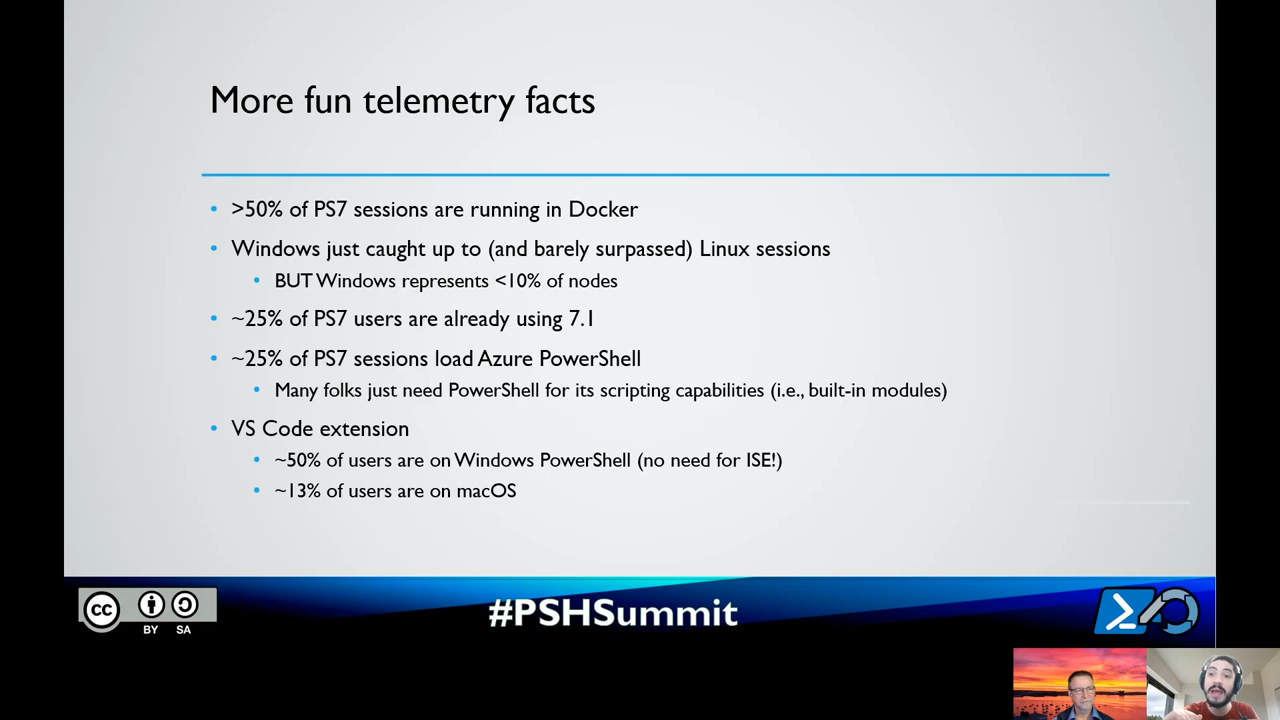 More fun telemetry facts
• >50% of PS7 sessions are running in Docker
• Windows just caught up to (and barely surpassed) Linux sessions
• BUT Windows represents <10% of nodes
• ~25% of PS7 users are already using 7.1
• ~25% of PS7 sessions load Azure PowerShell
• Many folks just need PowerShell for its scripting capabilities (i.e., built-in modules)
• VS Code extension
• ~50% of users are on Windows PowerShell (no need for ISE!)
• ~13% of users are on macOS
cc
BY SA
#PSHSummit